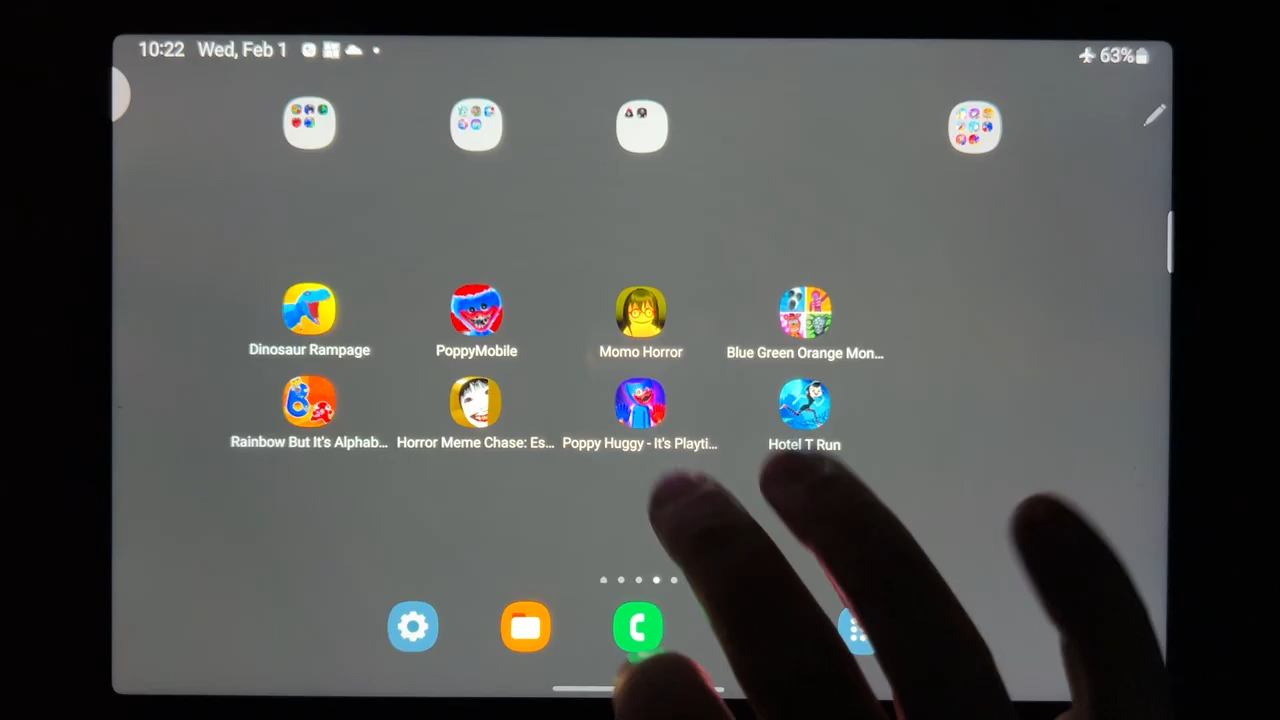 10:22 Wed, Feb 1
63%
Dinosaur Rampage
PoppyMobile
Momo Horror
Blue Green Orange Mon...
Rainbow But It's Alphab...
Horror Meme Chase: Es...
Poppy Huggy - It's Playti...
Hotel T Run